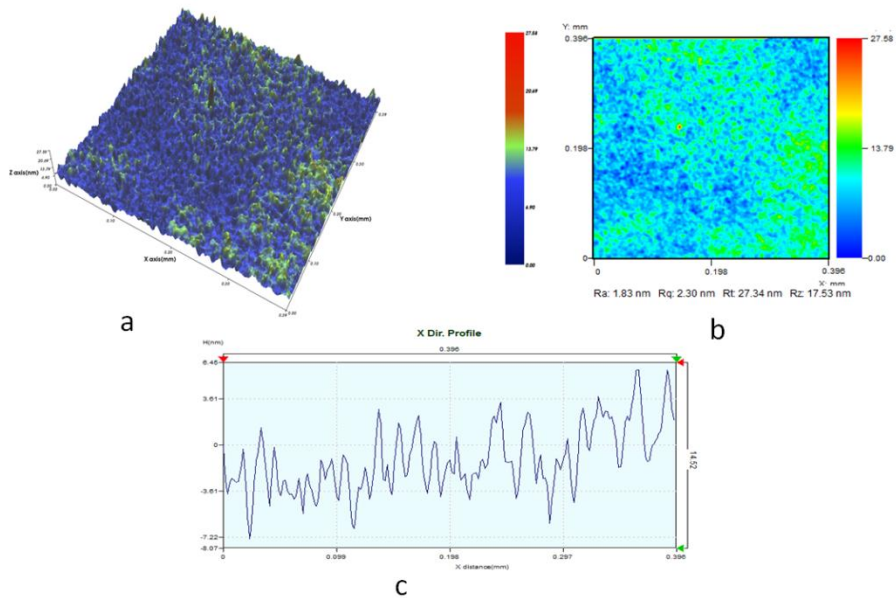 27.58
20.69
13.79
6.90
0.00
Z axis(nm)
X axis(mm)
Y axis(mm)
a
Y: mm
0.396
0.198
0
0 0.198 0.396
X: mm
27.58
13.79
0.00
Ra: 1.83 nm Rq: 2.30 nm Rt: 27.34 nm Rz: 17.53 nm
b
X Dir. Profile
H(nm)
0.396
6.45
3.61
0
-3.61
-7.22
-8.07
14.52
0 0.099 0.198 0.297 0.396
X distance(mm)
c